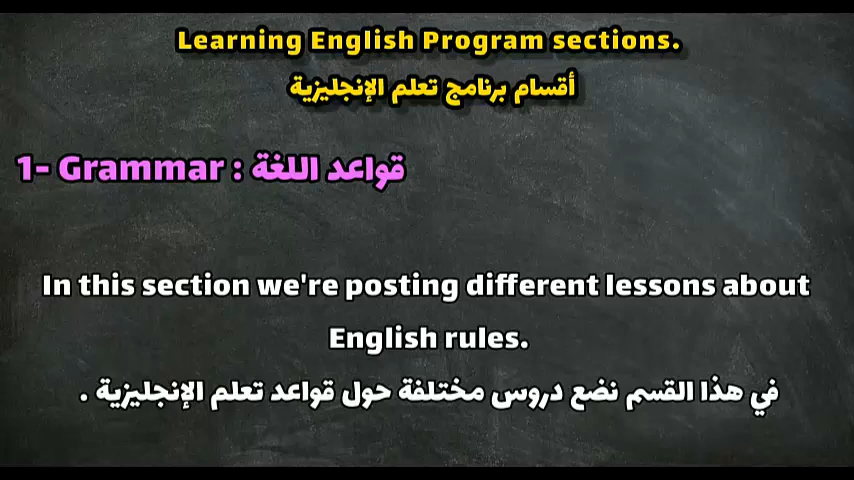 Learning English Program sections.
أقسام برنامج تعلم الإنجليزية
1- Grammar : قواعد اللغة
In this section we're posting different lessons about
English rules.
في هذا القسم نضع دروس مختلفة حول قواعد تعلم الإنجليزية .